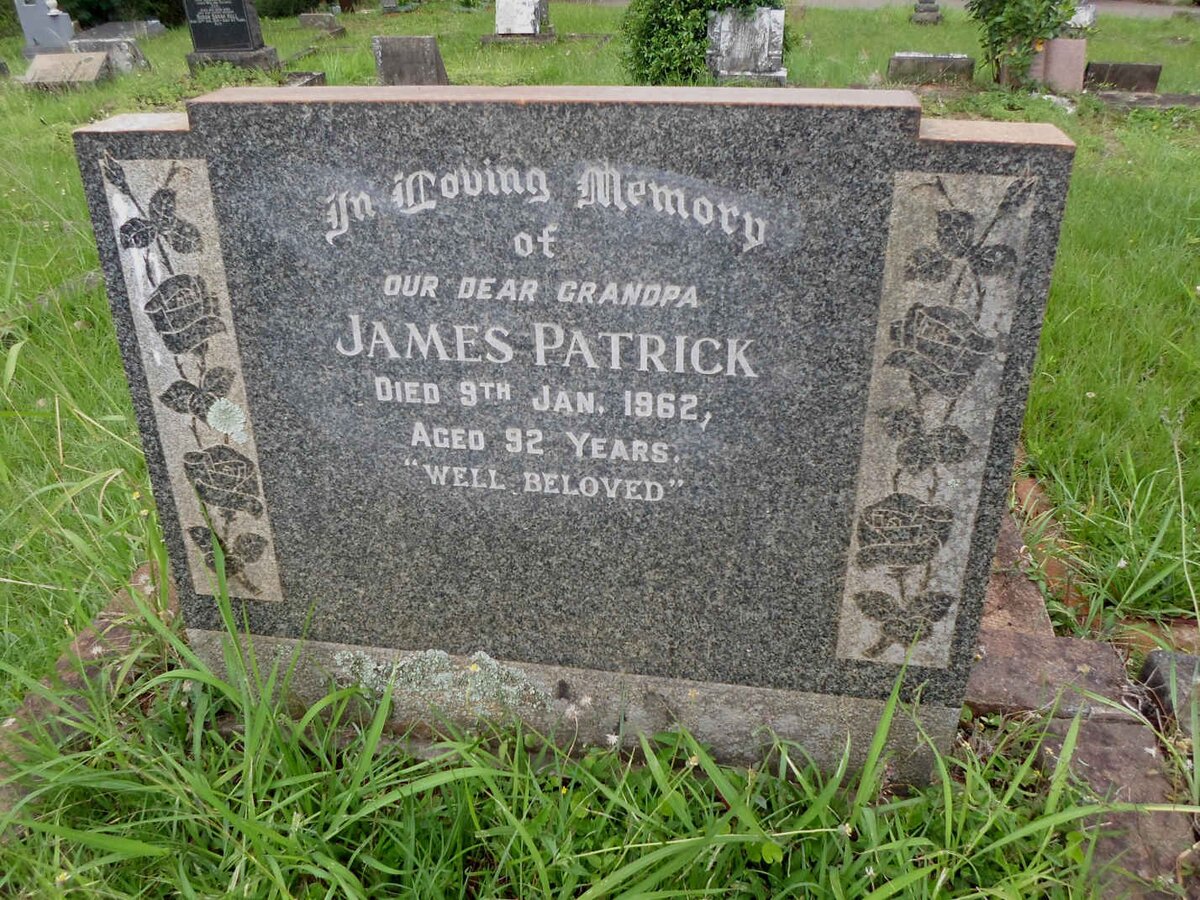 In Loving Memory
of
OUR DEAR GRANDPA
JAMES PATRICK
DIED 9TH JAN. 1962,
AGED 92 YEARS.
"WELL BELOVED"